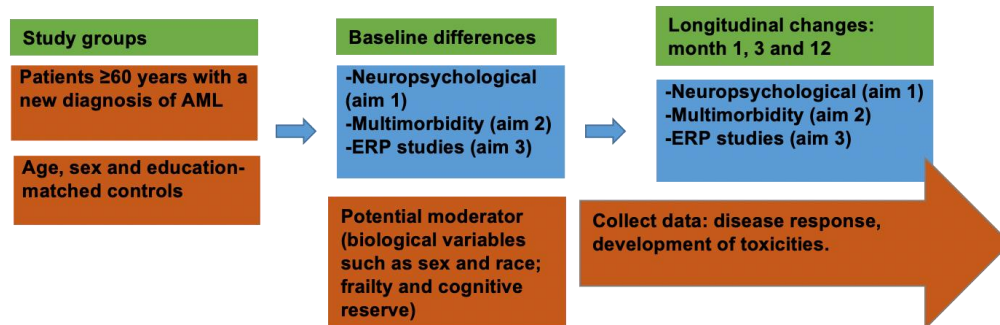 Study groups
Patients ≥60 years with a
new diagnosis of AML
Age, sex and education-
matched controls
Baseline differences
-Neuropsychological
(aim 1)
-Multimorbidity (aim 2)
-ERP studies (aim 3)
Potential moderator
(biological variables
such as sex and race;
frailty and cognitive
reserve)
Longitudinal changes:
month 1, 3 and 12
-Neuropsychological (aim 1)
-Multimorbidity (aim 2)
-ERP studies (aim 3)
Collect data: disease response,
development of toxicities.